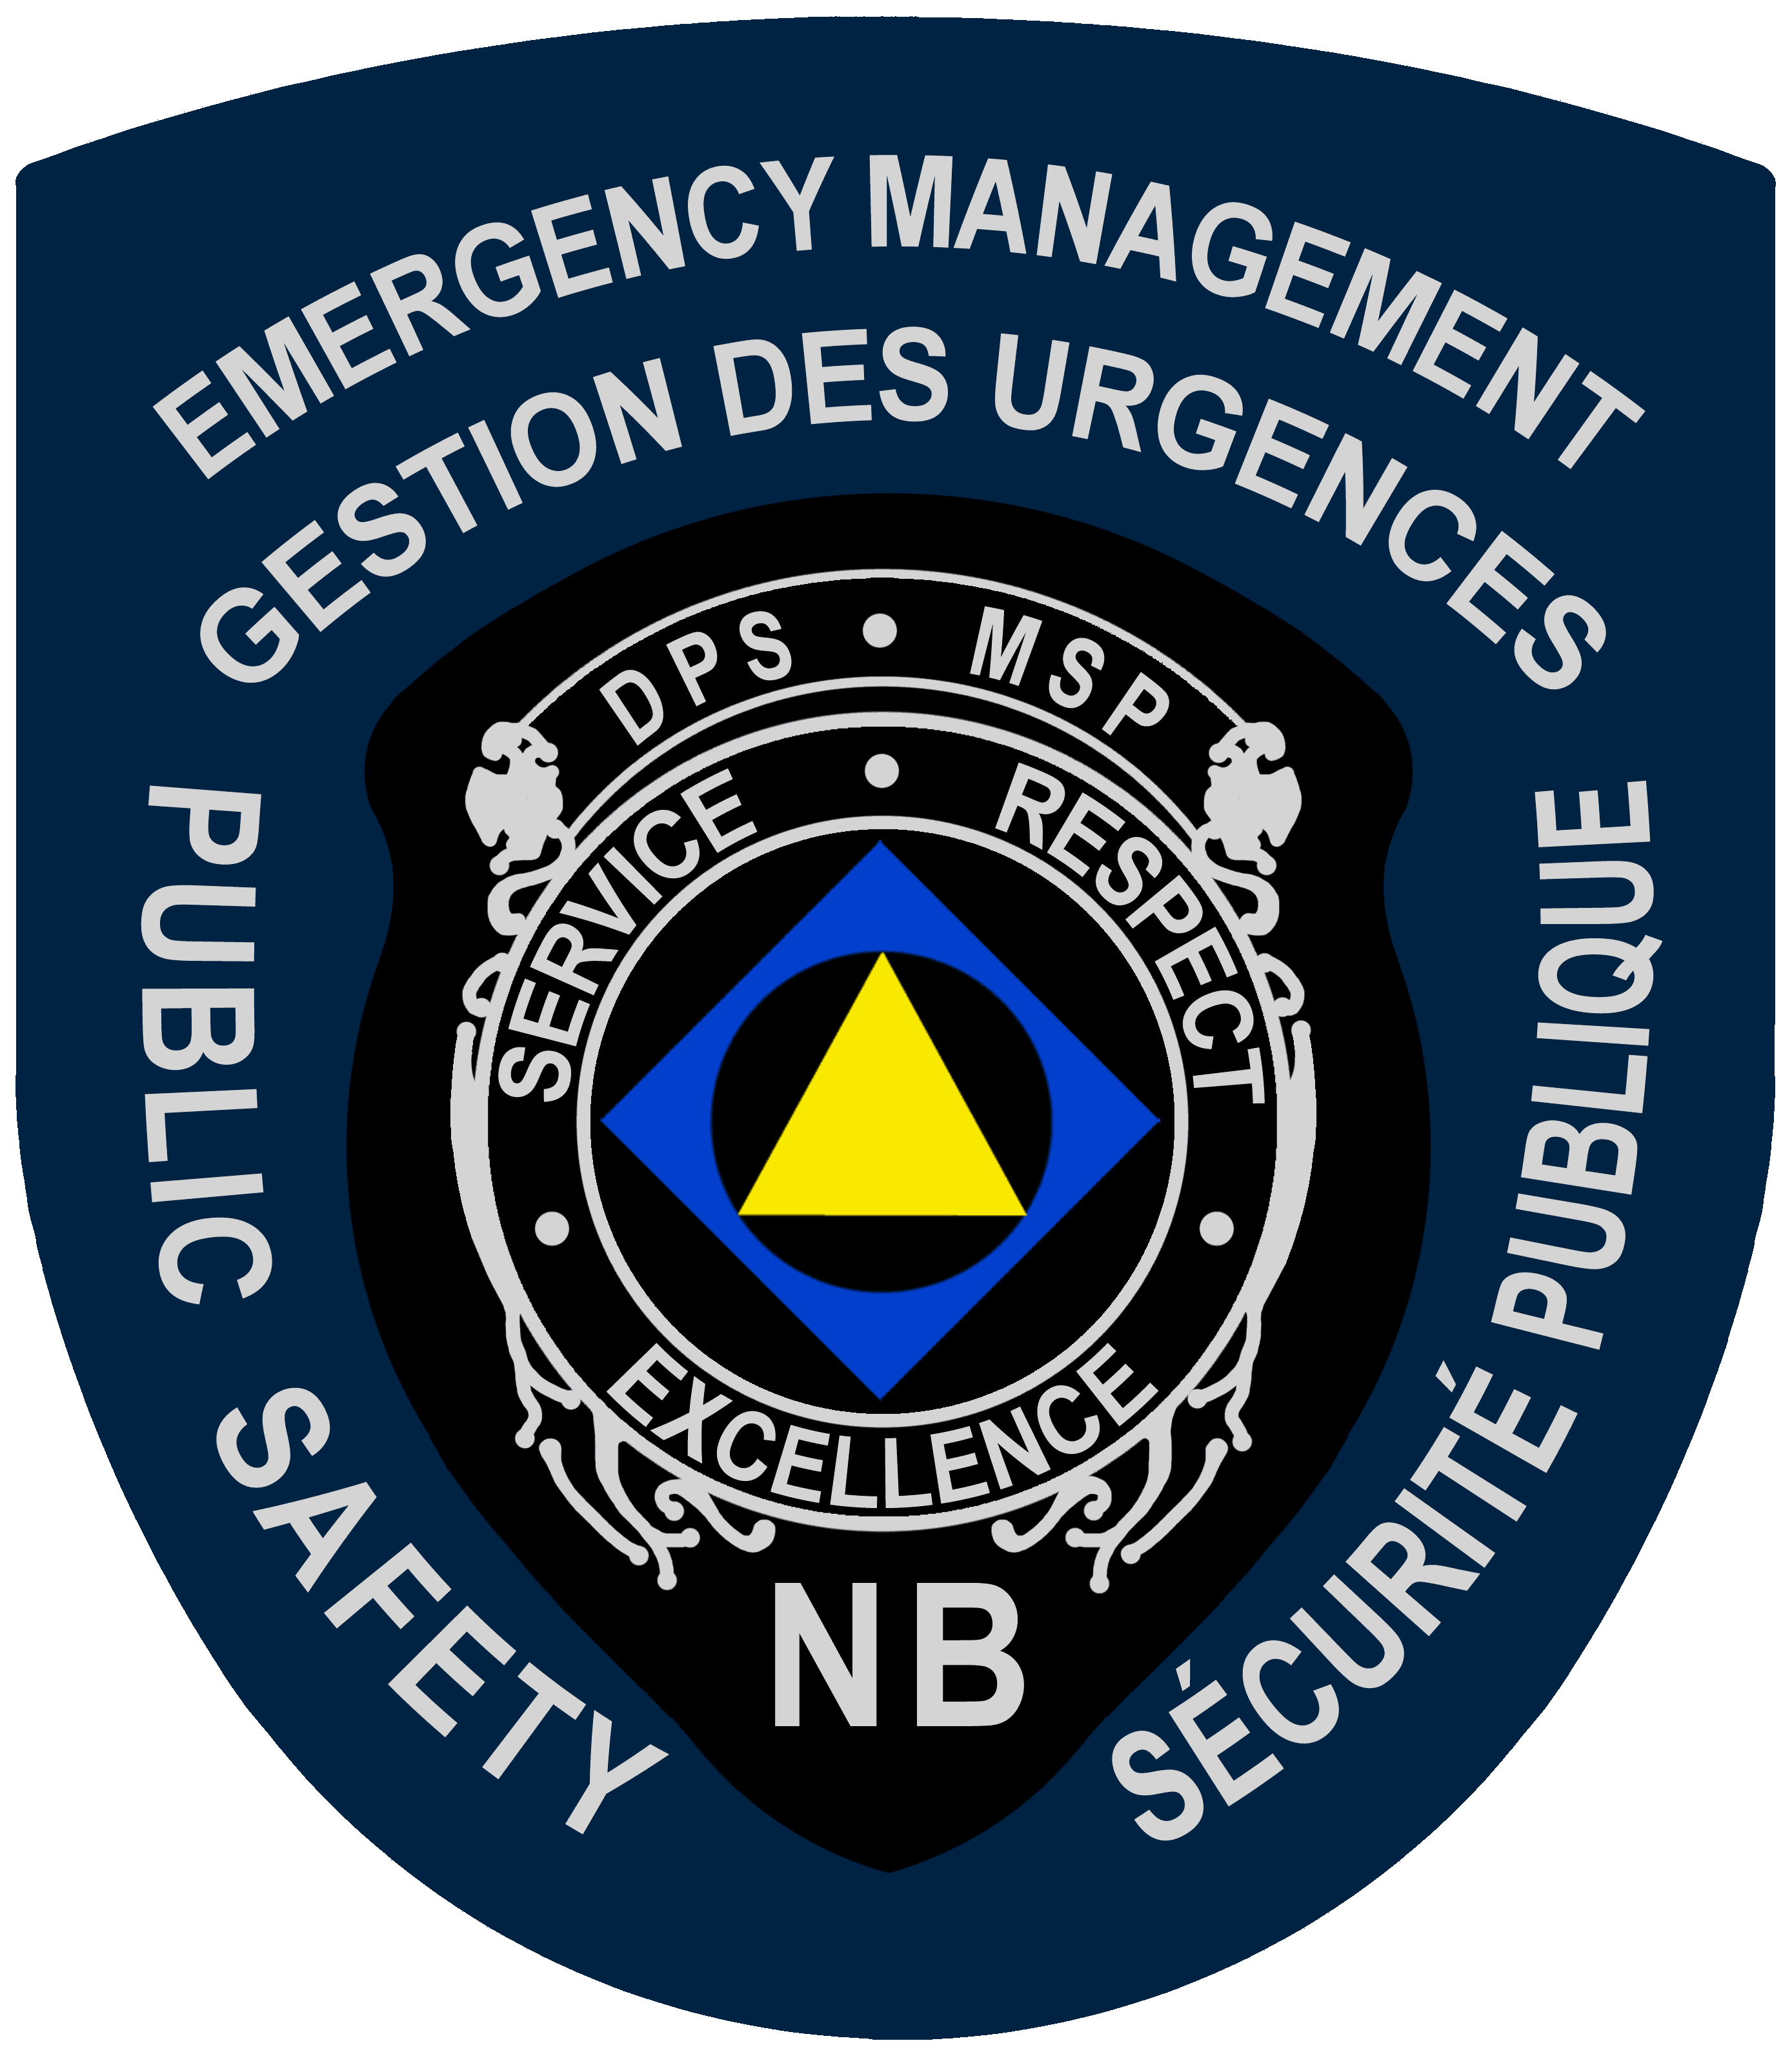 EMERGENCY MANAGEMENT
GESTION DES URGENCES
PUBLIC SAFETY
SÉCURITÉ PUBLIQUE
DPS • MSP
SERVICE • RESPECT
EXCELLENCE
NB